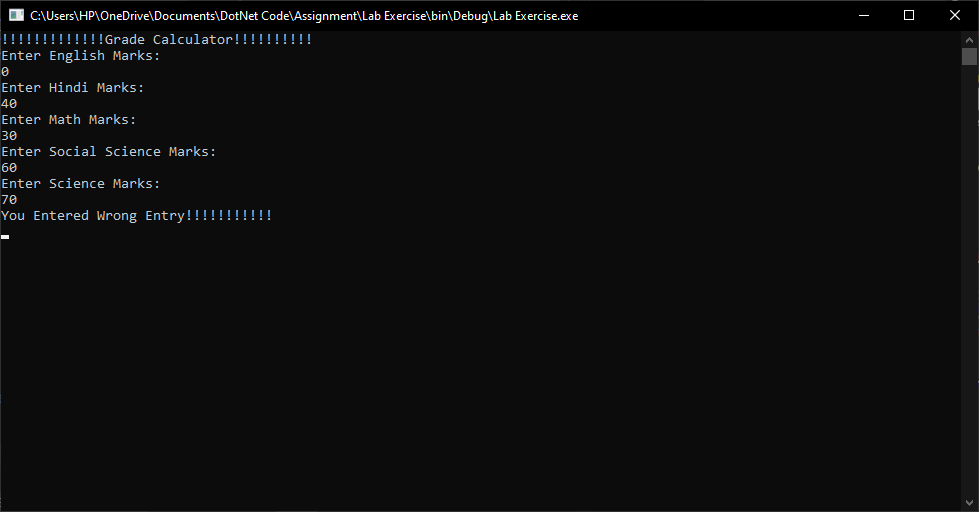 C:\Users\HP\OneDrive\Documents\DotNet Code\Assignment\Lab Exercise\bin\Debug\Lab Exercise.exe
!!!!!!!!!!!!!Grade Calculator!!!!!!!!!!
Enter English Marks:
0
Enter Hindi Marks:
40
Enter Math Marks:
30
Enter Social Science Marks:
60
Enter Science Marks:
70
You Entered Wrong Entry!!!!!!!!!!!